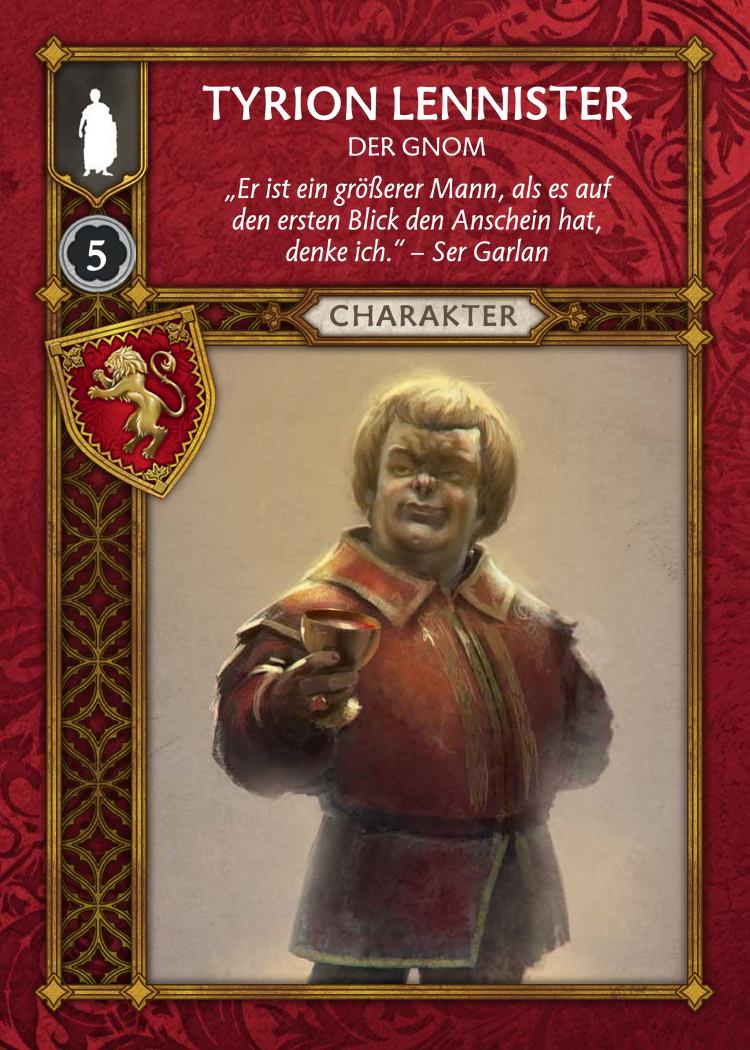 TYRION LENNISTER
DER GNOM
„Er ist ein größerer Mann, als es auf
den ersten Blick den Anschein hat,
denke ich.“ – Ser Garlan
5
CHARAKTER